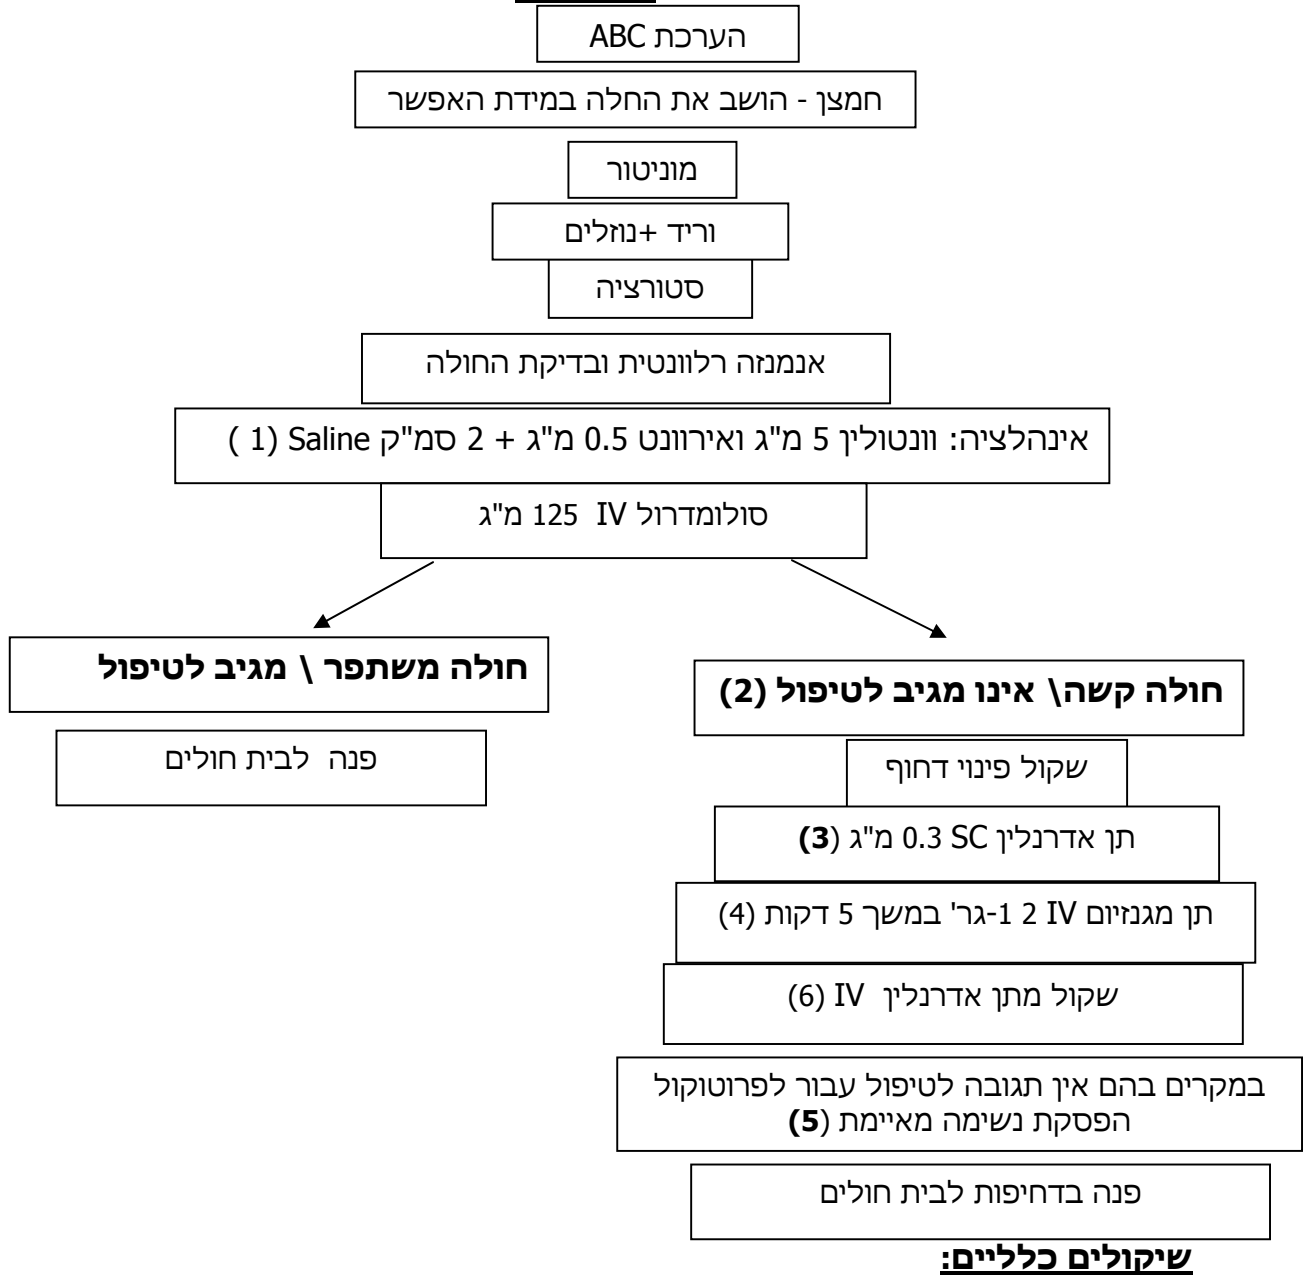 הערכת ABC
חמצן - הושב את החלה במידת האפשר
מוניטור
וריד +נוזלים
סטורציה
אנמנזה רלוונטית ובדיקת החולה
אינהלציה: וונטולין 5 מ"ג ואירוונט 0.5 מ"ג + 2 סמ"ק Saline (1 )
סולומדרול IV 125 מ"ג
חולה קשה\ אינו מגיב לטיפול (2)
שקול פינוי דחוף
תן אדרנלין SC 0.3 מ"ג (3)
תן מגנזיום IV 2 1-גר' במשך 5 דקות (4)
שקול מתן אדרנלין IV (6)
במקרים בהם אין תגובה לטיפול עבור לפרוטוקול
הפסקת נשימה מאיימת (5)
פנה בדחיפות לבית חולים
חולה משתפר \ מגיב לטיפול
פנה לבית חולים
שיקולים כלליים: